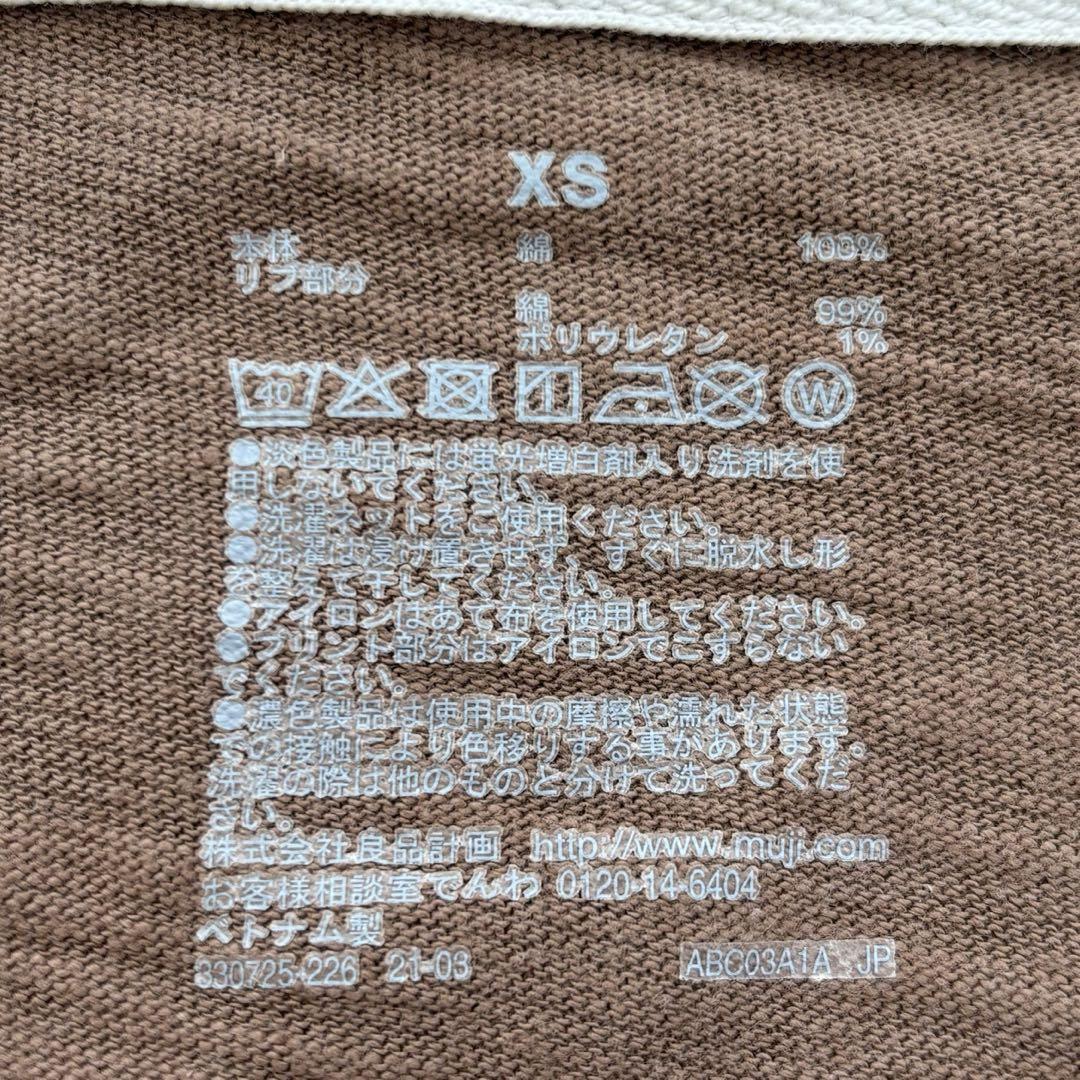 XS
本体 綿 100%
リブ部分
綿 99%
ポリウレタン 1%
40 W
●淡色製品には蛍光増白剤入り洗剤を使
用しないでください。
●洗濯ネットをご使用ください。
●洗濯は浸け置きせず、すぐに脱水し形
を整えて干してください。
●アイロンはあて布を使用してください。
●プリント部分はアイロンでこすらない
でください。
●濃色製品は使用中の摩擦や濡れた状態
での接触により色移りする事があります。
洗濯の際は他のものと分けて洗ってくだ
さい。
株式会社良品計画 http://www.muji.com
お客様相談室でんわ 0120-14-6404
ベトナム製
330725+226 21-03 ABC03A1A JP